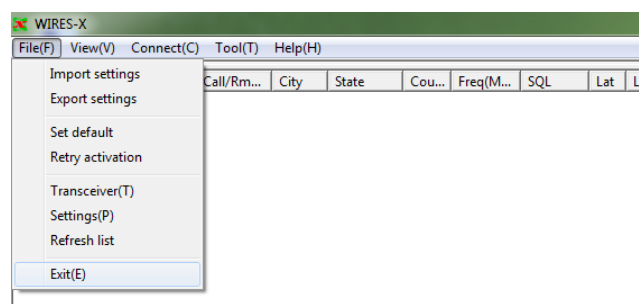 WIRES-X
File(F) View(V) Connect(C) Tool(T) Help(H)
Call/Rm... City State Cou... Freq(M... SQL Lat L
Import settings
Export settings
Set default
Retry activation
Transceiver(T)
Settings(P)
Refresh list
Exit(E)